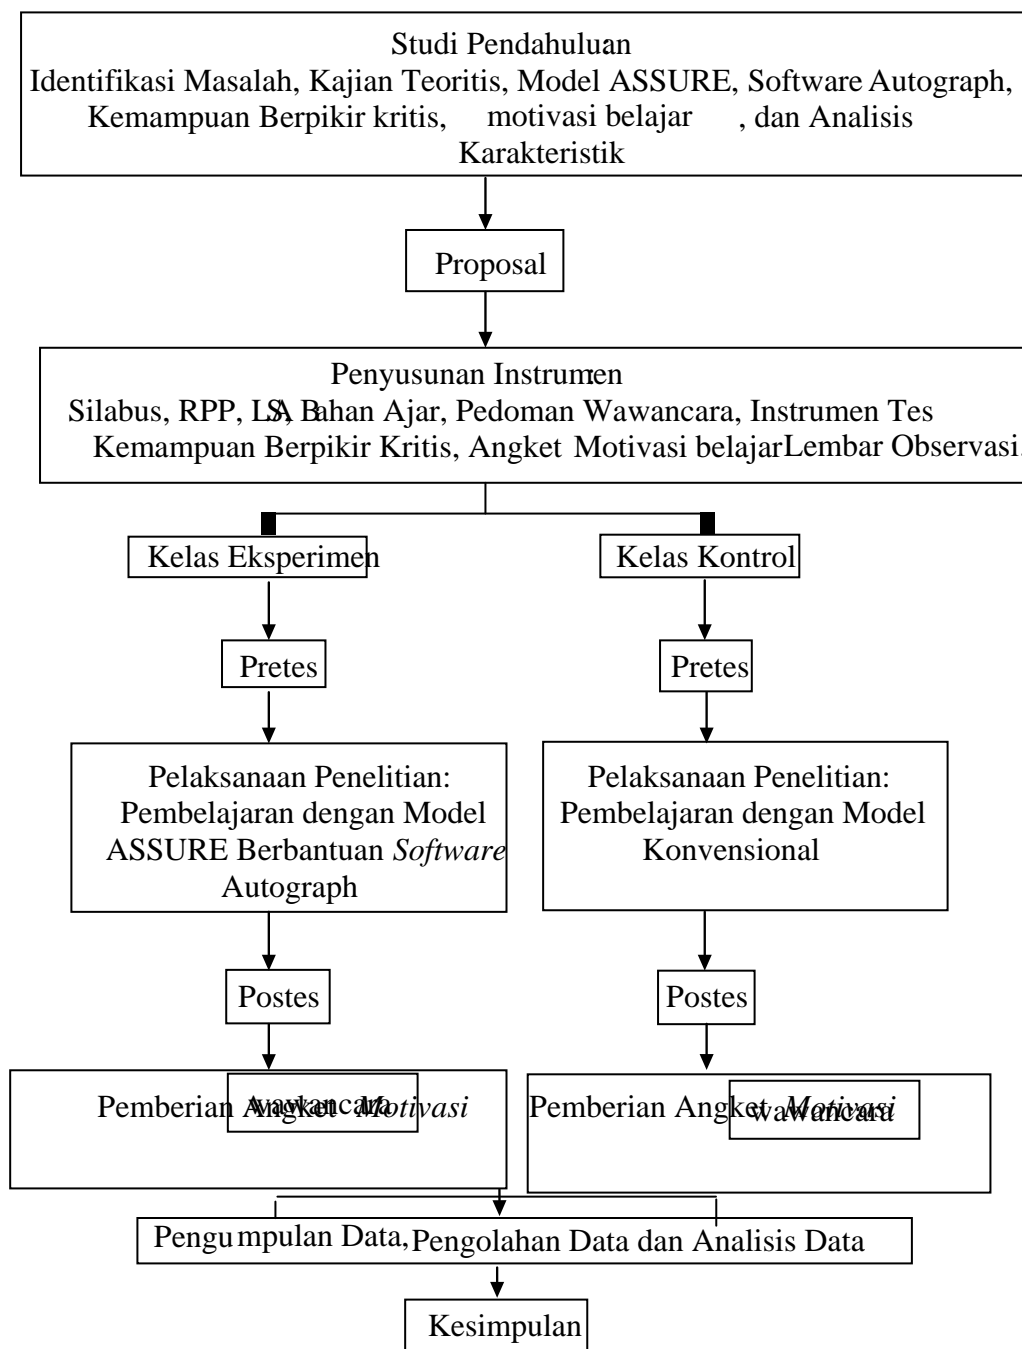 Studi Pendahuluan:
Identifikasi Masalah, Kajian Teoritis, Model ASSURE, Software Autograph,
Kemampuan Berpikir kritis, motivasi belajar , dan Analisis
Karakteristik
Proposal
Penyusunan Instrumen:
Silabus, RPP, LAS, Bahan Ajar, Pedoman Wawancara, Instrumen Tes
Kemampuan Berpikir Kritis, Angket Motivasi belajar Lembar Observasi.
Kelas Eksperimen
Kelas Kontrol
Pretes
Pretes
Pelaksanaan Penelitian:
Pembelajaran dengan Model
ASSURE Berbantuan Software
Autograph
Pelaksanaan Penelitian:
Pembelajaran dengan Model
Konvensional
Postes
Postes
Pemberian Angket Motivasi
wawancara
Pemberian Angket Motivasi
wawancara
Pengumpulan Data, Pengolahan Data dan Analisis Data
Kesimpulan